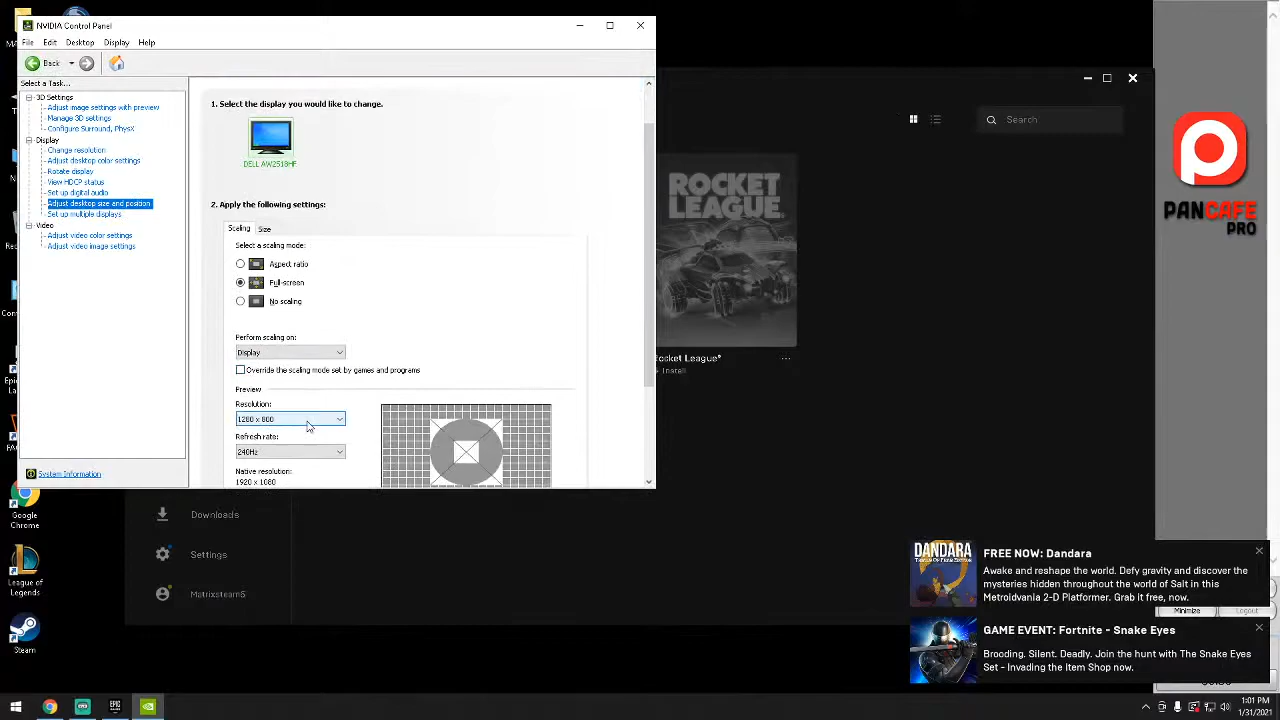 NVIDIA Control Panel
File Edit Desktop Display Help
Back
Select a Task...
3D Settings
Adjust image settings with preview
Manage 3D settings
Configure Surround, PhysX
Display
Change resolution
Adjust desktop color settings
Rotate display
View HDCP status
Set up digital audio
Adjust desktop size and position
Set up multiple displays
Video
Adjust video color settings
Adjust video image settings
System Information
1. Select the display you would like to change.
DELL AW2518HF
2. Apply the following settings:
Scaling Size
Select a scaling mode:
Aspect ratio
Full-screen
No scaling
Perform scaling on:
Display
Override the scaling mode set by games and programs
Preview
Resolution:
1280 x 800
Refresh rate:
240Hz
Native resolution:
1920 x 1080
Search
ROCKET
LEAGUE
Rocket League®
Install
PANCAFE
PRO
Google
Chrome
League of
Legends
Steam
Downloads
Settings
Matrixsteam5
FREE NOW: Dandara
Awake and reshape the world. Defy gravity and discover the
mysteries hidden throughout the world of Salt in this
Metroidvania 2-D Platformer. Grab it free, now.
DANDARA
Minimize Logout
GAME EVENT: Fortnite - Snake Eyes
Brooding. Silent. Deadly. Join the hunt with The Snake Eyes
Set - Invading the Item Shop now.
1:01 PM
1/31/2021